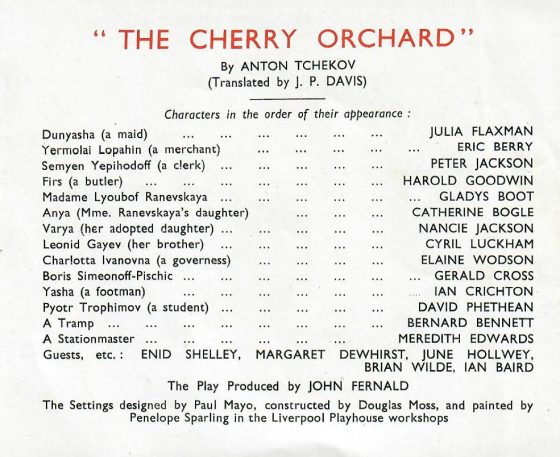 “ THE CHERRY ORCHARD ”
By ANTON TCHEKOV
(Translated by J. P. DAVIS)
Characters in the order of their appearance :
Dunyasha (a maid) ... ... ... ... ... JULIA FLAXMAN
Yermolai Lopahin (a merchant) ... ... ... ... ... ERIC BERRY
Semyen Yepihodoff (a clerk) ... ... ... ... ... PETER JACKSON
Firs (a butler) ... ... ... ... ... ... HAROLD GOODWIN
Madame Lyoubof Ranevskaya ... ... ... ... ... ... GLADYS BOOT
Anya (Mme. Ranevskaya's daughter) ... ... ... CATHERINE BOGLE
Varya (her adopted daughter) ... ... ... ... ... NANCIE JACKSON
Leonid Gayev (her brother) ... ... ... ... ... CYRIL LUCKHAM
Charlotta Ivanovna (a governess) ... ... ... ... ELAINE WODSON
Boris Simeonoff-Pischic ... ... ... ... ... ... GERALD CROSS
Yasha (a footman) ... ... ... ... ... ... IAN CRICHTON
Pyotr Trophimov (a student) ... ... ... ... ... DAVID PHETHEAN
A Tramp ... ... ... ... ... ... ... BERNARD BENNETT
A Stationmaster ... ... ... ... ... ... MEREDITH EDWARDS
Guests, etc. : ENID SHELLEY, MARGARET DEWHIRST, JUNE HOLLWEY,
BRIAN WILDE, IAN BAIRD
The Play Produced by JOHN FERNALD
The Settings designed by Paul Mayo, constructed by Douglas Moss, and painted by
Penelope Sparling in the Liverpool Playhouse workshops